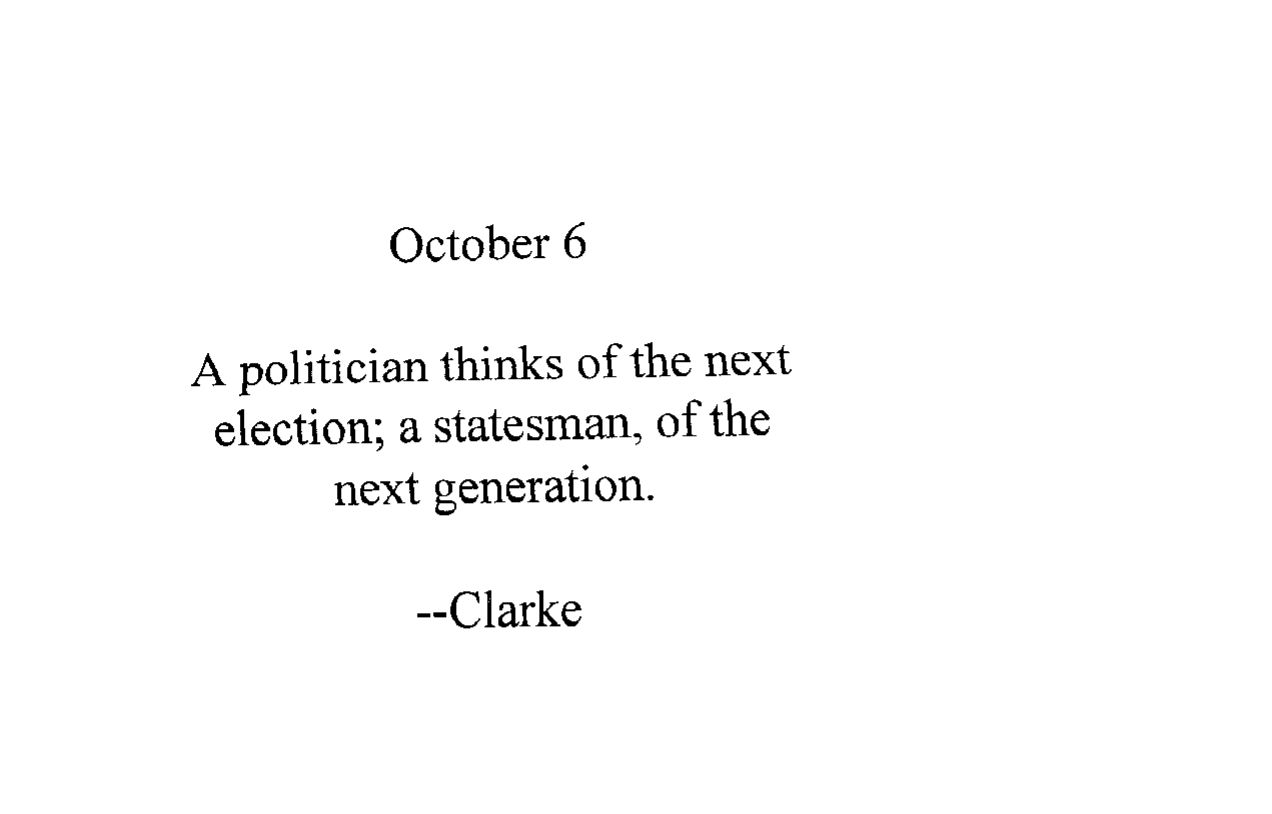 October 6
A politician thinks of the next
election; a statesman, of the
next generation.
--Clarke